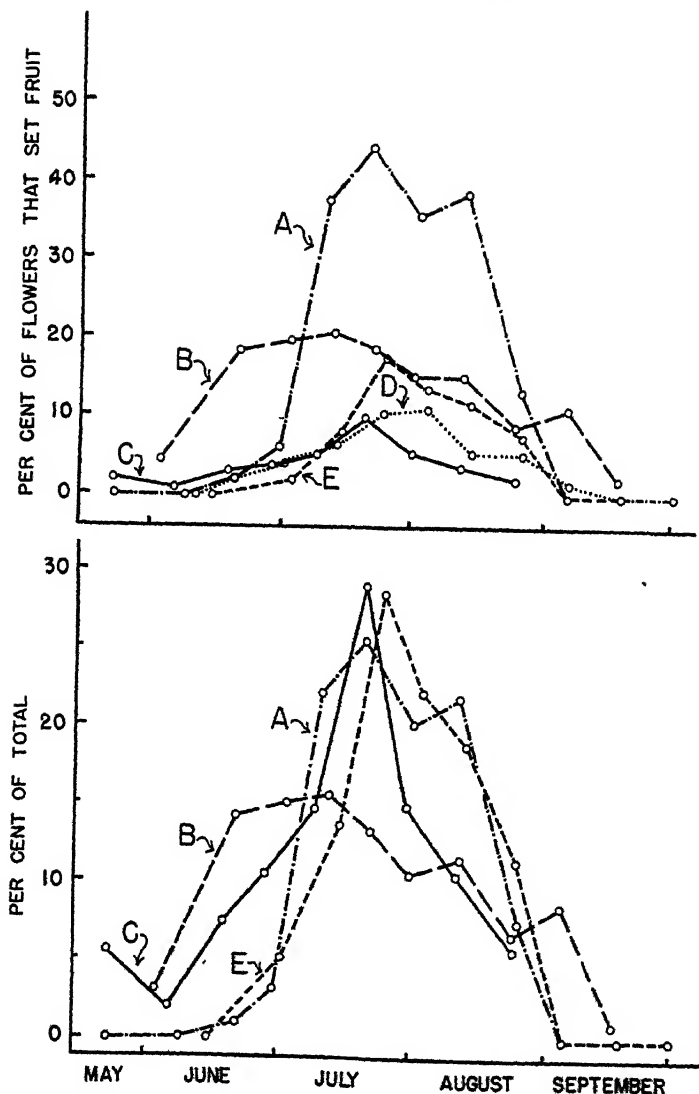 PER CENT OF FLOWERS THAT SET FRUIT
50
40
30
20
10
0
A
B
C
D
E
PER CENT OF TOTAL
30
20
10
0
A
B
C
E
MAY JUNE JULY AUGUST SEPTEMBER